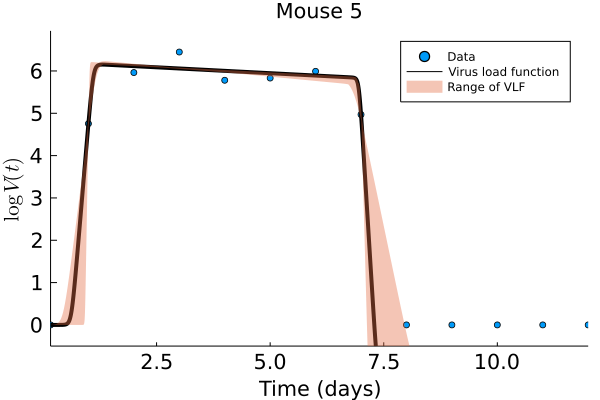 Mouse 5
Data
Virus load function
Range of VLF
6
5
4
3
2
1
0
log V(t)
2.5 5.0 7.5 10.0
Time (days)